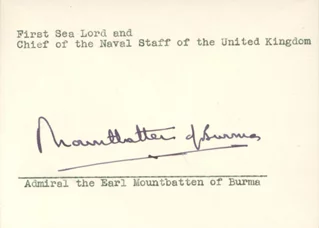 First Sea Lord and
Chief of the Naval Staff of the United Kingdom
Mountbatten of Burma
Admiral the Earl Mountbatten of Burma